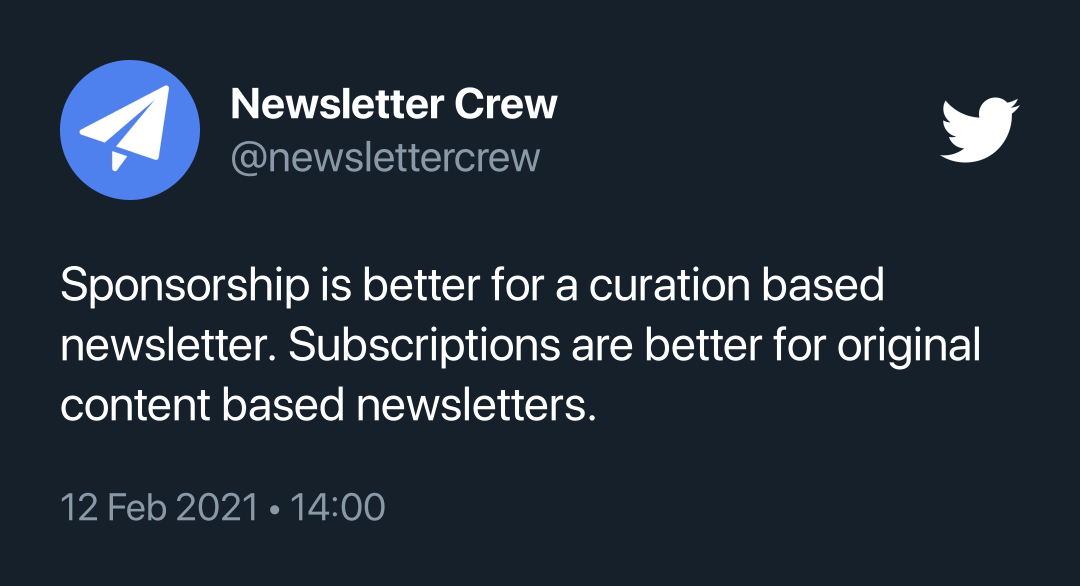 Newsletter Crew
@newslettercrew
Sponsorship is better for a curation based
newsletter. Subscriptions are better for original
content based newsletters.
12 Feb 2021 • 14:00